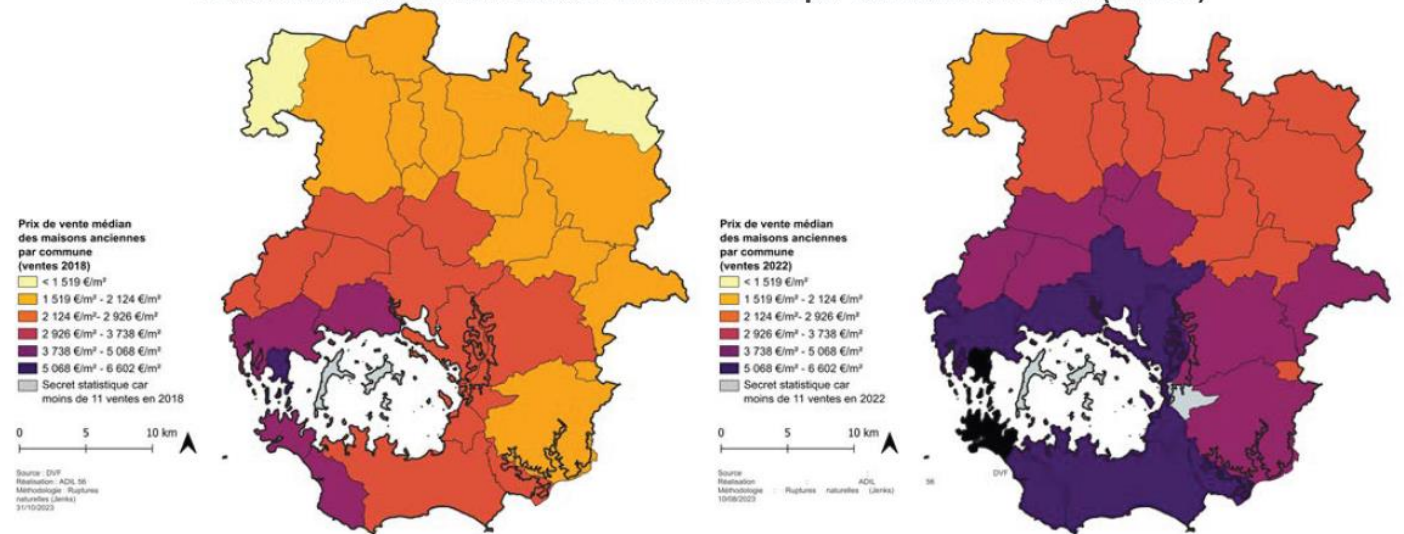 Prix de vente médian
des maisons anciennes
par commune
(ventes 2018)
< 1 519 €/m²
1 519 €/m² - 2 124 €/m²
2 124 €/m²- 2 926 €/m²
2 926 €/m² - 3 738 €/m²
3 738 €/m² - 5 068 €/m²
5 068 €/m² - 6 602 €/m²
Secret statistique car
moins de 11 ventes en 2018
0 5 10 km
Source : DVF
Réalisation : ADIL 56
Méthodologie : Ruptures
naturelles (Jenks)
31/10/2023
Prix de vente médian
des maisons anciennes
par commune
(ventes 2022)
< 1 519 €/m²
1 519 €/m² - 2 124 €/m²
2 124 €/m²- 2 926 €/m²
2 926 €/m² - 3 738 €/m²
3 738 €/m² - 5 068 €/m²
5 068 €/m² - 6 602 €/m²
Secret statistique car
moins de 11 ventes en 2022
0 5 10 km
Source : DVF
Réalisation : ADIL 56
Méthodologie : Ruptures naturelles (Jenks)
10/08/2023